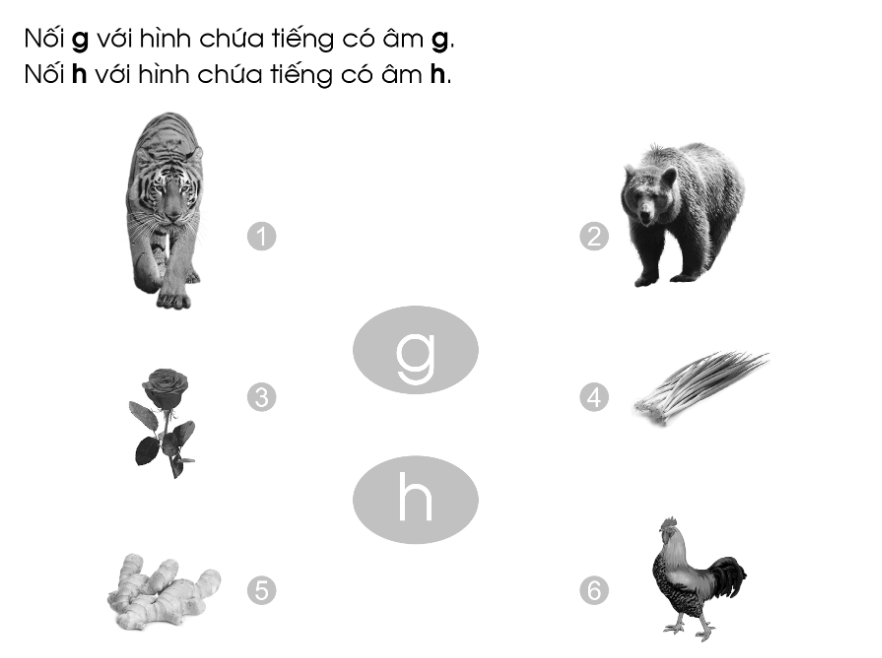 Nối g với hình chứa tiếng có âm g.
Nối h với hình chứa tiếng có âm h.
1
2
g
3
4
h
5
6